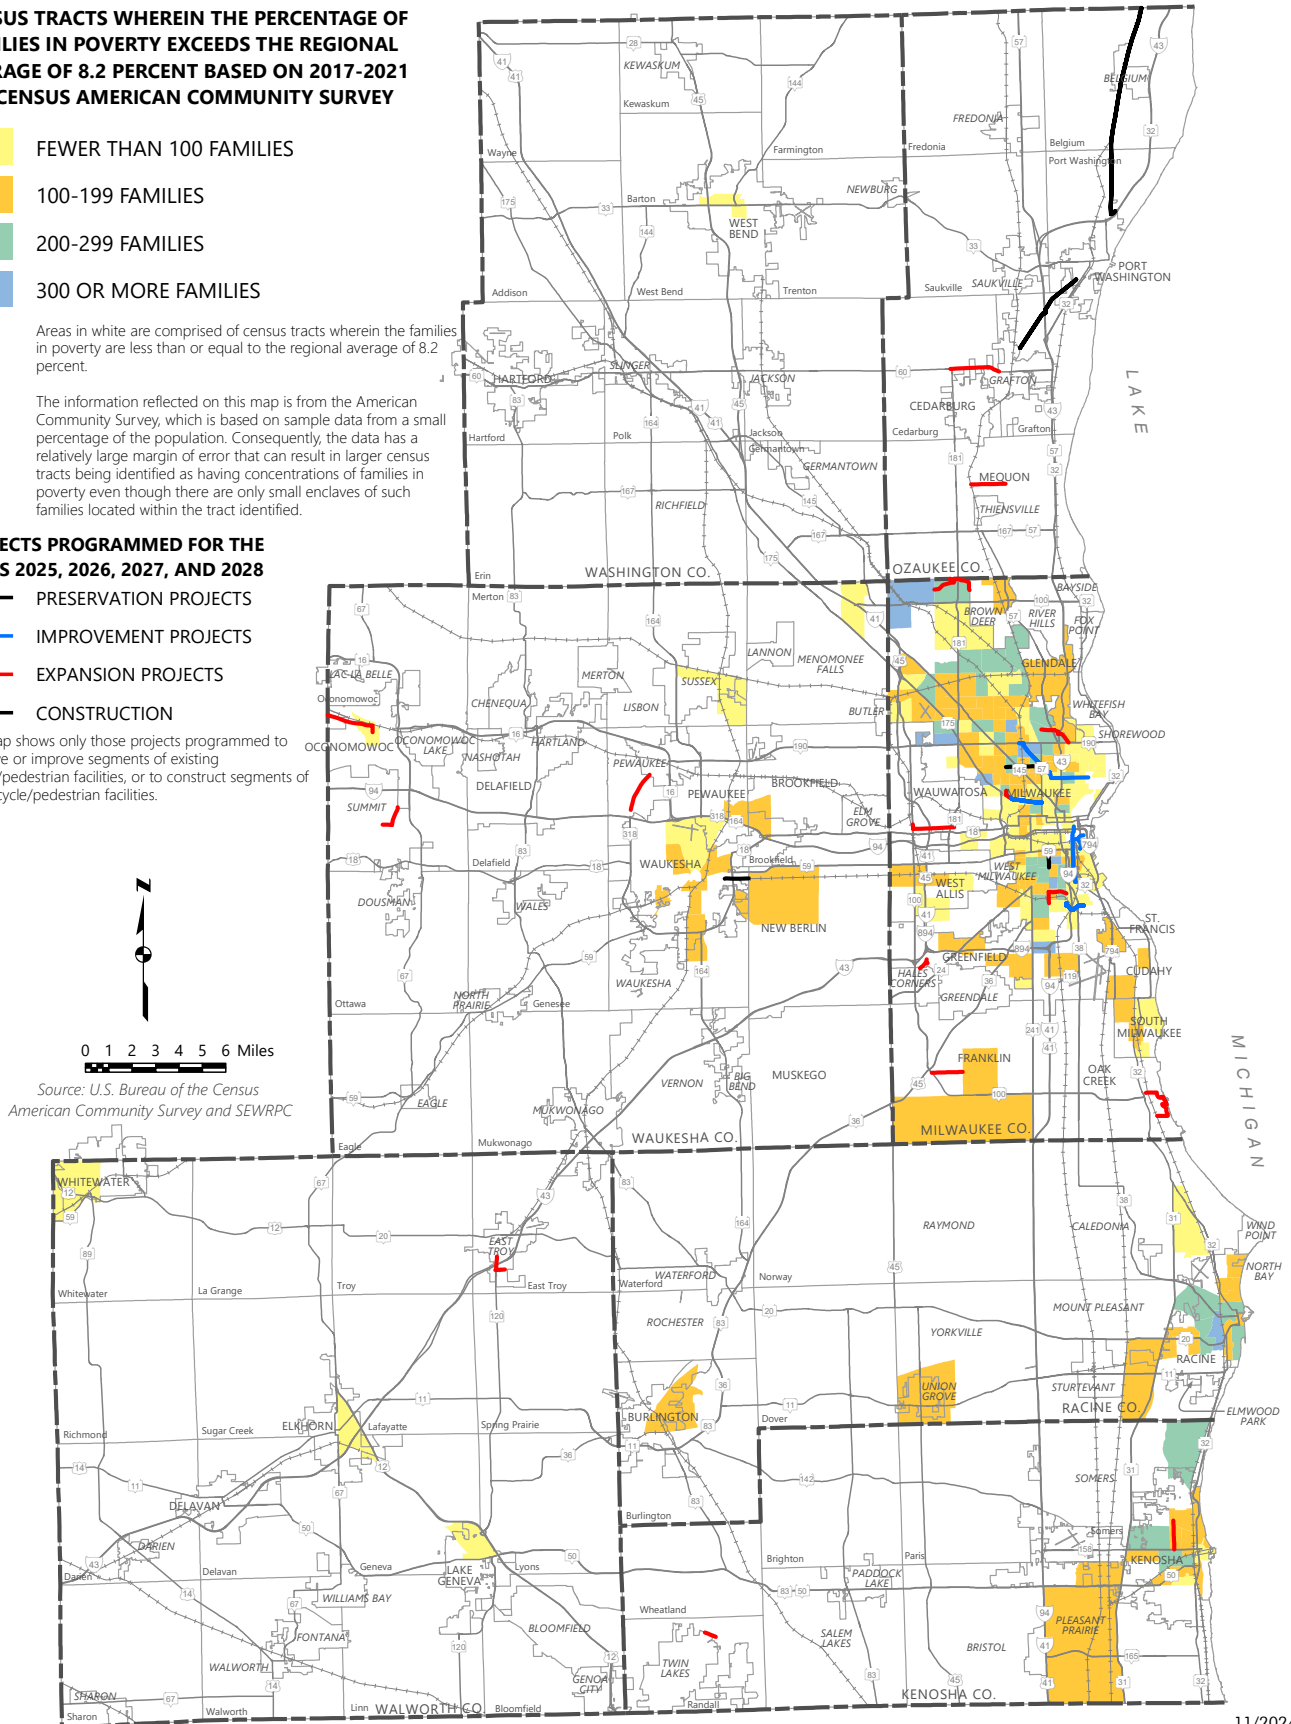 SUS TRACTS WHEREIN THE PERCENTAGE OF
ILIES IN POVERTY EXCEEDS THE REGIONAL
RAGE OF 8.2 PERCENT BASED ON 2017-2021
CENSUS AMERICAN COMMUNITY SURVEY
FEWER THAN 100 FAMILIES
100-199 FAMILIES
200-299 FAMILIES
300 OR MORE FAMILIES
Areas in white are comprised of census tracts wherein the families
in poverty are less than or equal to the regional average of 8.2
percent.
The information reflected on this map is from the American
Community Survey, which is based on sample data from a small
percentage of the population. Consequently, the data has a
relatively large margin of error that can result in larger census
tracts being identified as having concentrations of families in
poverty even though there are only small enclaves of such
families located within the tract identified.
ECTS PROGRAMMED FOR THE
S 2025, 2026, 2027, AND 2028
PRESERVATION PROJECTS
IMPROVEMENT PROJECTS
EXPANSION PROJECTS
CONSTRUCTION
ap shows only those projects programmed to
ve or improve segments of existing
/pedestrian facilities, or to construct segments of
cycle/pedestrian facilities.
N
0 1 2 3 4 5 6 Miles
Source: U.S. Bureau of the Census
American Community Survey and SEWRPC
KEWASKUM
Kewaskum
Wayne
Farmington
Barton
NEWBURG
WEST
BEND
Addison
West Bend
Trenton
HARTFORD
SLINGER
JACKSON
Hartford
Polk
Jackson
Germantown
GERMANTOWN
RICHFIELD
Erin
WASHINGTON CO.
BELGIUM
FREDONIA
Fredonia
Belgium
Port Washington
SAUKVILLE
Saukville
PORT
WASHINGTON
GRAFTON
CEDARBURG
Cedarburg
Grafton
MEQUON
THIENSVILLE
OZAUKEE CO.
LAKE
MICHIGAN
Merton
LAC LA BELLE
Oconomowoc
OCONOMOWOC
OCONOMOWOC
LAKE
CHENEQUA
MERTON
LISBON
SUSSEX
LANNON
MENOMONEE
FALLS
BUTLER
NASHOTAH
HARTLAND
PEWAUKEE
DELAFIELD
PEWAUKEE
BROOKFIELD
ELM
GROVE
SUMMIT
WAUKESHA
Brookfield
Delafield
DOUSMAN
WALES
NEW BERLIN
WAUKESHA
Ottawa
NORTH
PRAIRIE
Genesee
EAGLE
Eagle
VERNON
BIG
BEND
MUSKEGO
MUKWONAGO
Mukwonago
WAUKESHA CO.
BAYSIDE
BROWN
DEER
RIVER
HILLS
FOX
POINT
GLENDALE
WHITEFISH
BAY
SHOREWOOD
WAUWATOSA
MILWAUKEE
WEST
MILWAUKEE
WEST
ALLIS
ST.
FRANCIS
GREENFIELD
CUDAHY
HALES
CORNERS
GREENDALE
SOUTH
MILWAUKEE
FRANKLIN
OAK
CREEK
MILWAUKEE CO.
WHITEWATER
Whitewater
La Grange
Troy
EAST
TROY
East Troy
Richmond
Sugar Creek
ELKHORN
Lafayatte
Spring Prairie
DELAVAN
DARIEN
Darien
Delavan
Geneva
LAKE
GENEVA
Lyons
WILLIAMS BAY
FONTANA
WALWORTH
BLOOMFIELD
GENOA
CITY
SHARON
Sharon
Walworth
Linn
WALWORTH CO.
Bloomfield
WATERFORD
Waterford
Norway
RAYMOND
CALEDONIA
WIND
POINT
NORTH
BAY
ROCHESTER
YORKVILLE
MOUNT PLEASANT
RACINE
UNION
GROVE
STURTEVANT
BURLINGTON
Dover
RACINE CO.
ELMWOOD
PARK
Burlington
SOMERS
Somers
Brighton
Paris
KENOSHA
PADDOCK
LAKE
Wheatland
SALEM
LAKES
BRISTOL
PLEASANT
PRAIRIE
TWIN
LAKES
Randall
KENOSHA CO.